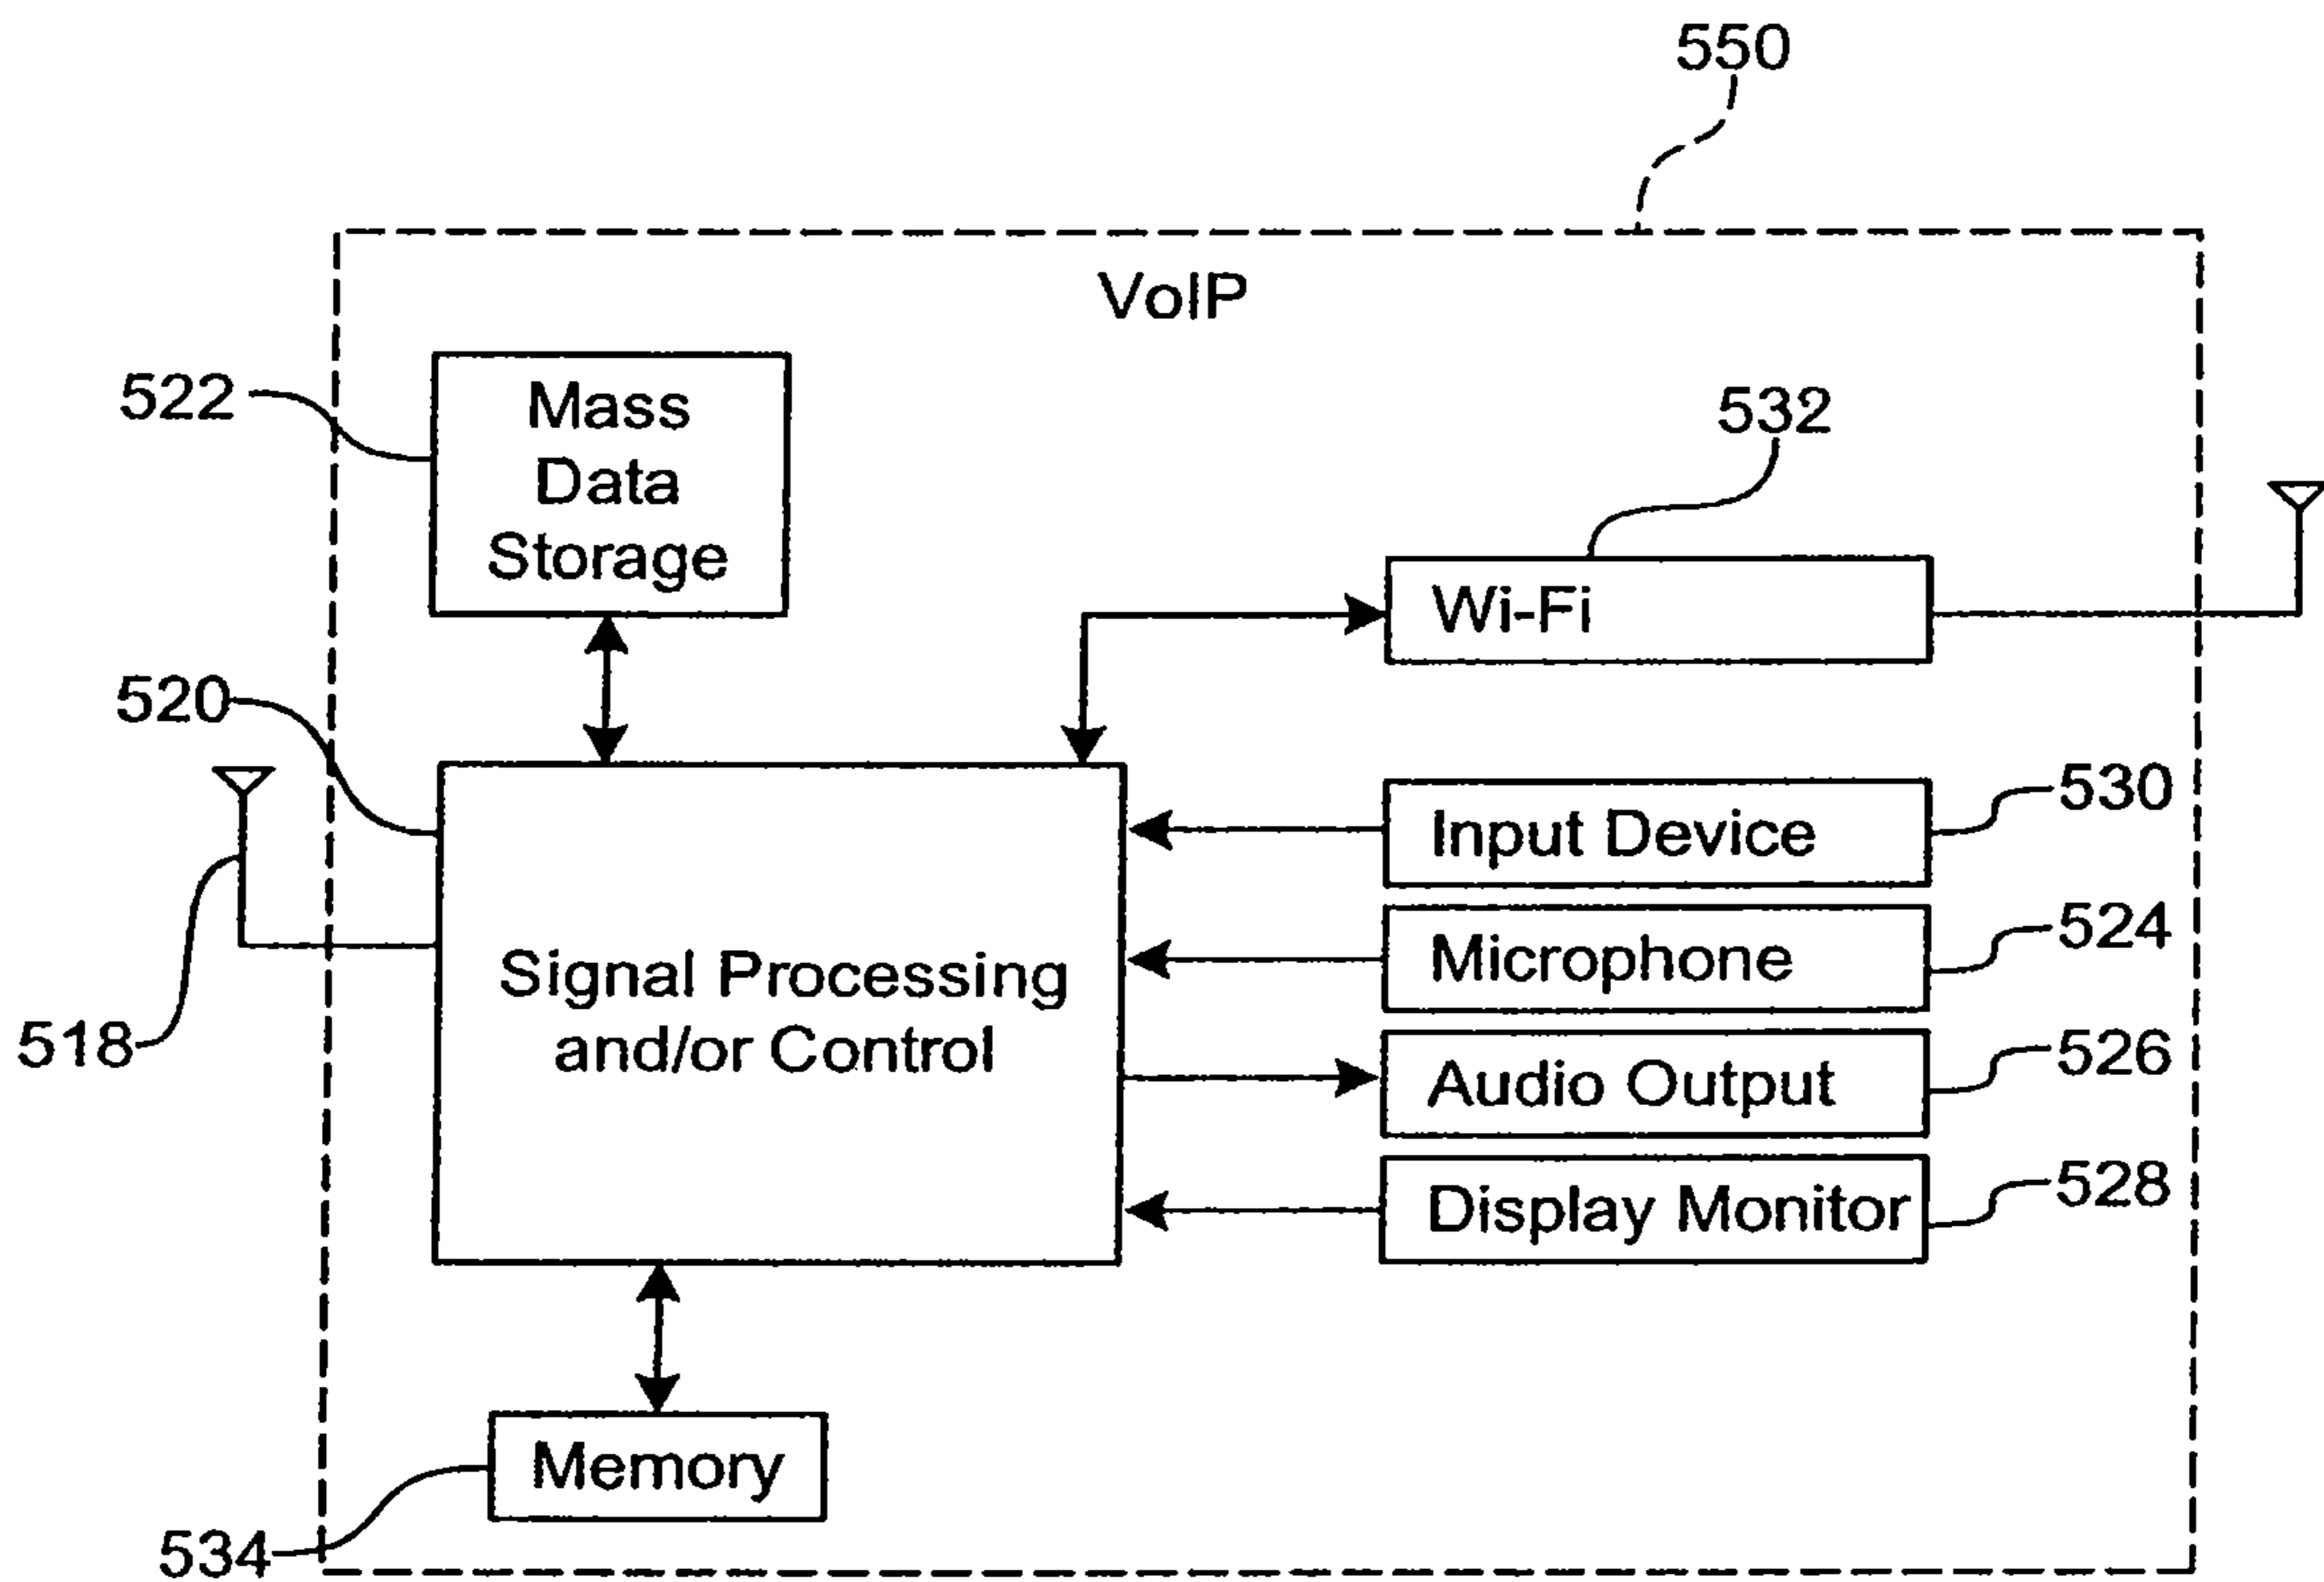 550
VoIP
522
Mass
Data
Storage
532
Wi-Fi
520
530
Input Device
524
Microphone
Signal Processing
and/or Control
518
526
Audio Output
528
Display Monitor
Memory
534